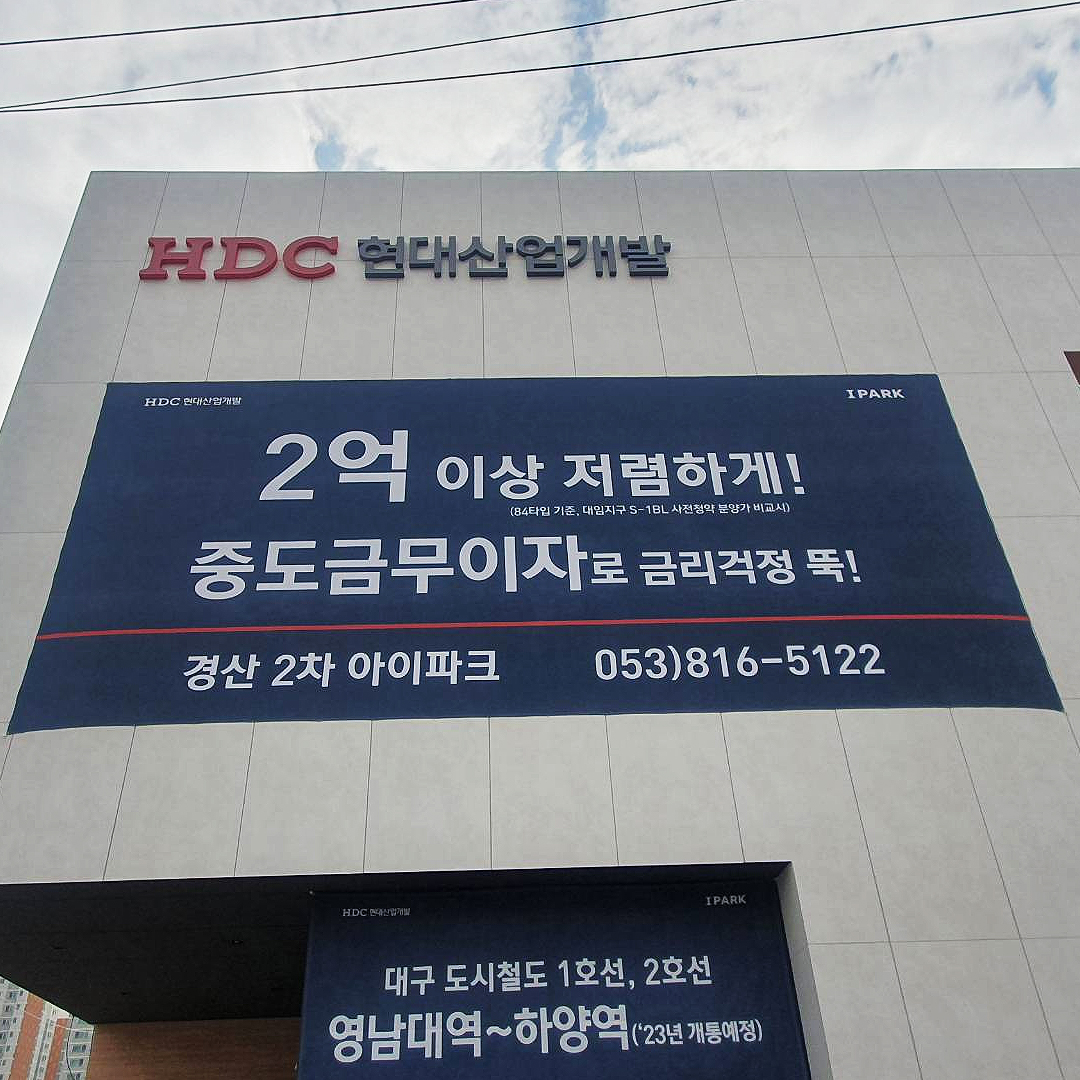 HDC 현대산업개발
HDC 현대산업개발 I PARK
2억 이상 저렴하게!
(84타입 기준, 대임지구 S-1BL 사전청약 분양가 비교시)
중도금무이자로 금리걱정 뚝!
경산 2차 아이파크 053)816-5122
HDC 현대산업개발 I PARK
대구 도시철도 1호선, 2호선
영남대역~하양역('23년 개통예정)